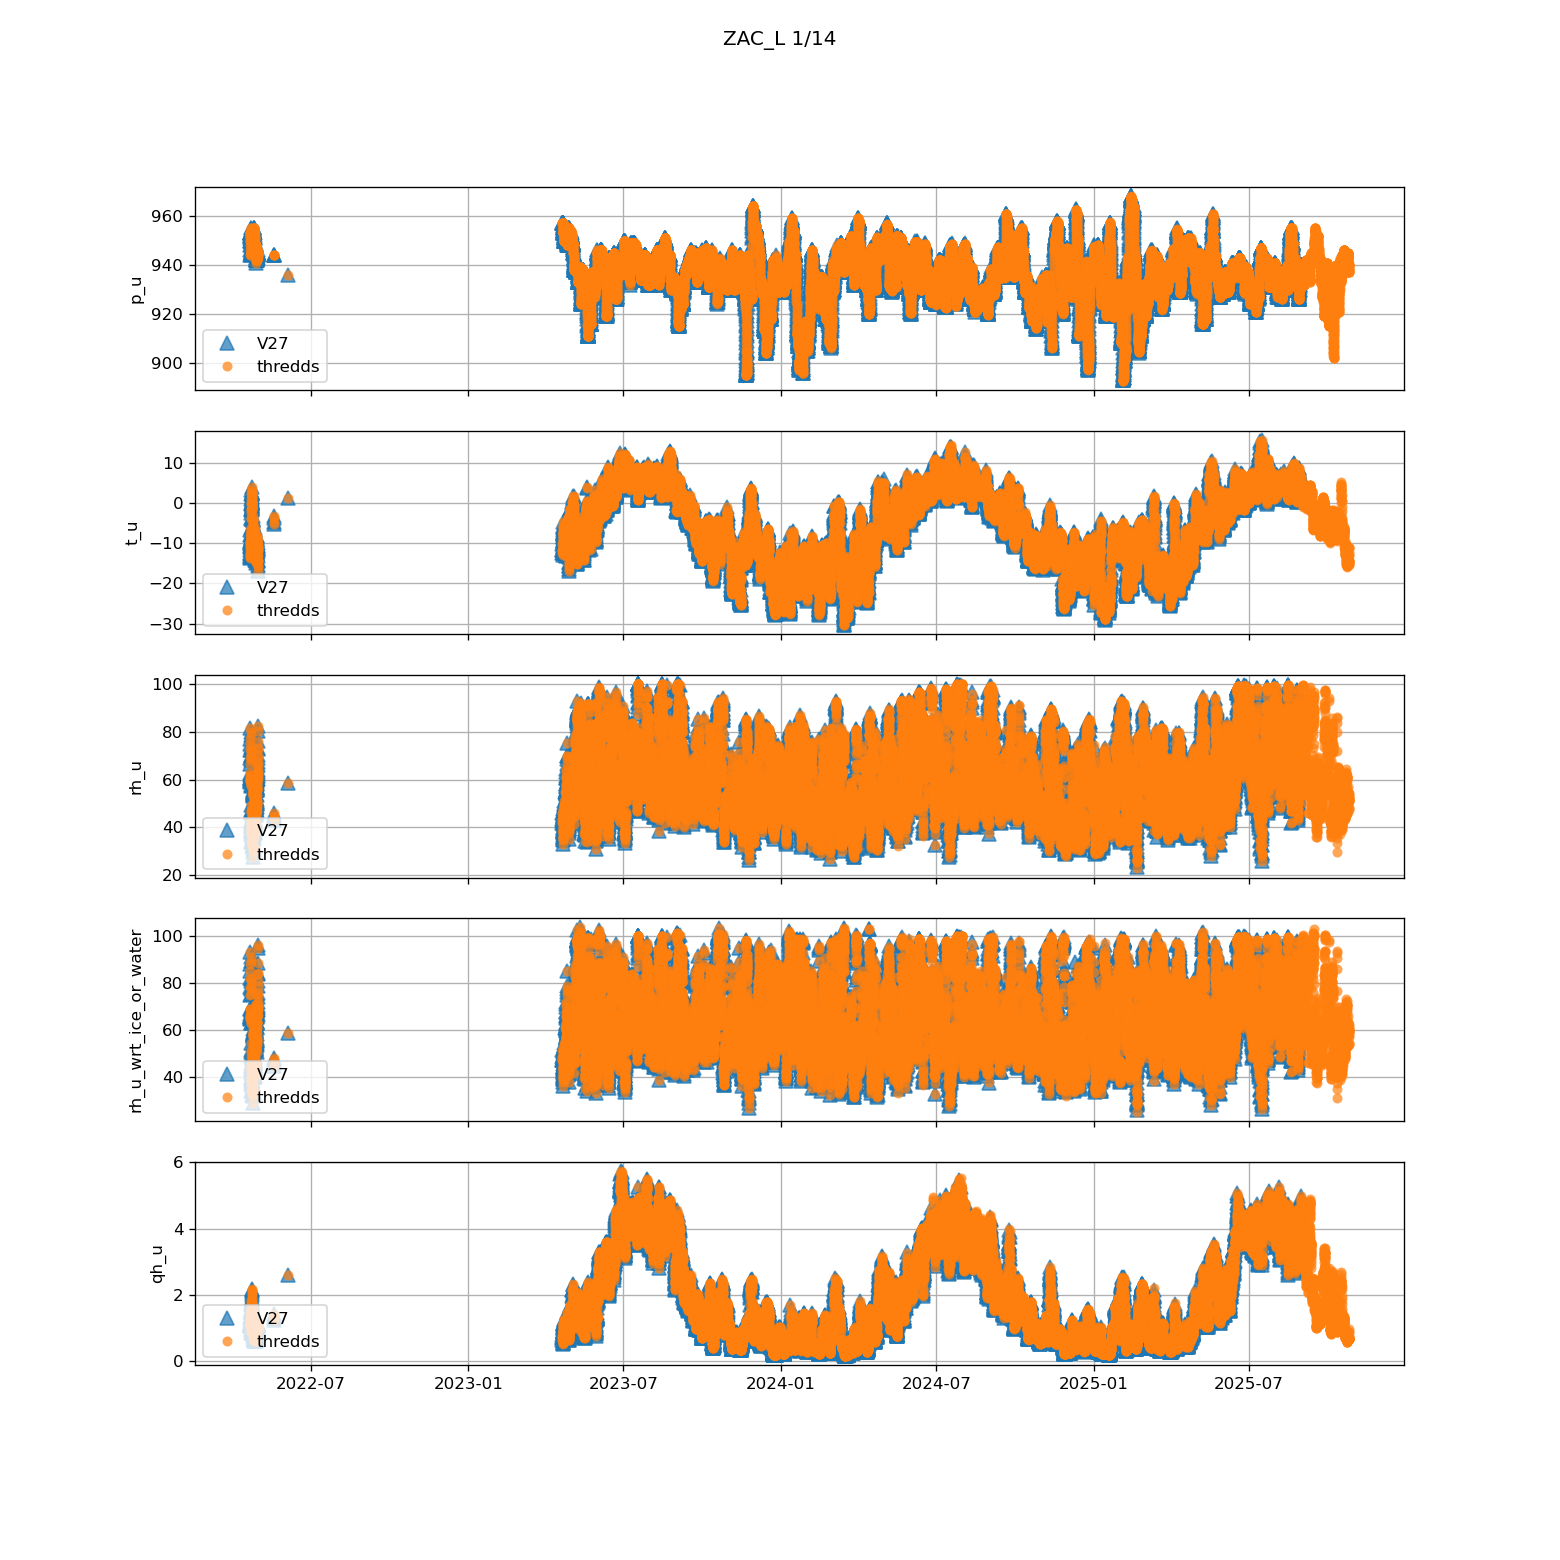 ZAC_L 1/14
p_u
960
940
920
900
V27
thredds
t_u
10
0
−10
−20
−30
V27
thredds
rh_u
100
80
60
40
20
V27
thredds
rh_u_wrt_ice_or_water
100
80
60
40
V27
thredds
qh_u
6
4
2
0
V27
thredds
2022-07
2023-01
2023-07
2024-01
2024-07
2025-01
2025-07